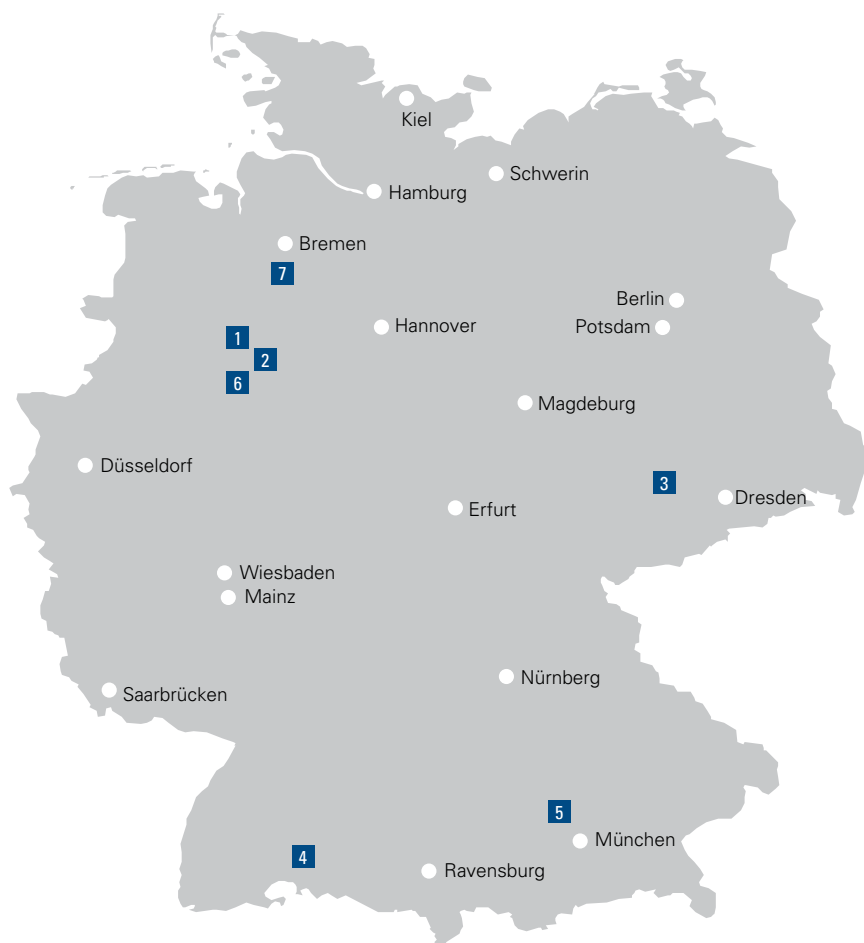 Kiel
Schwerin
Hamburg
Bremen
7
Berlin
Hannover
Potsdam
1
2
6
Magdeburg
Düsseldorf
3
Dresden
Erfurt
Wiesbaden
Mainz
Nürnberg
Saarbrücken
5
München
4
Ravensburg